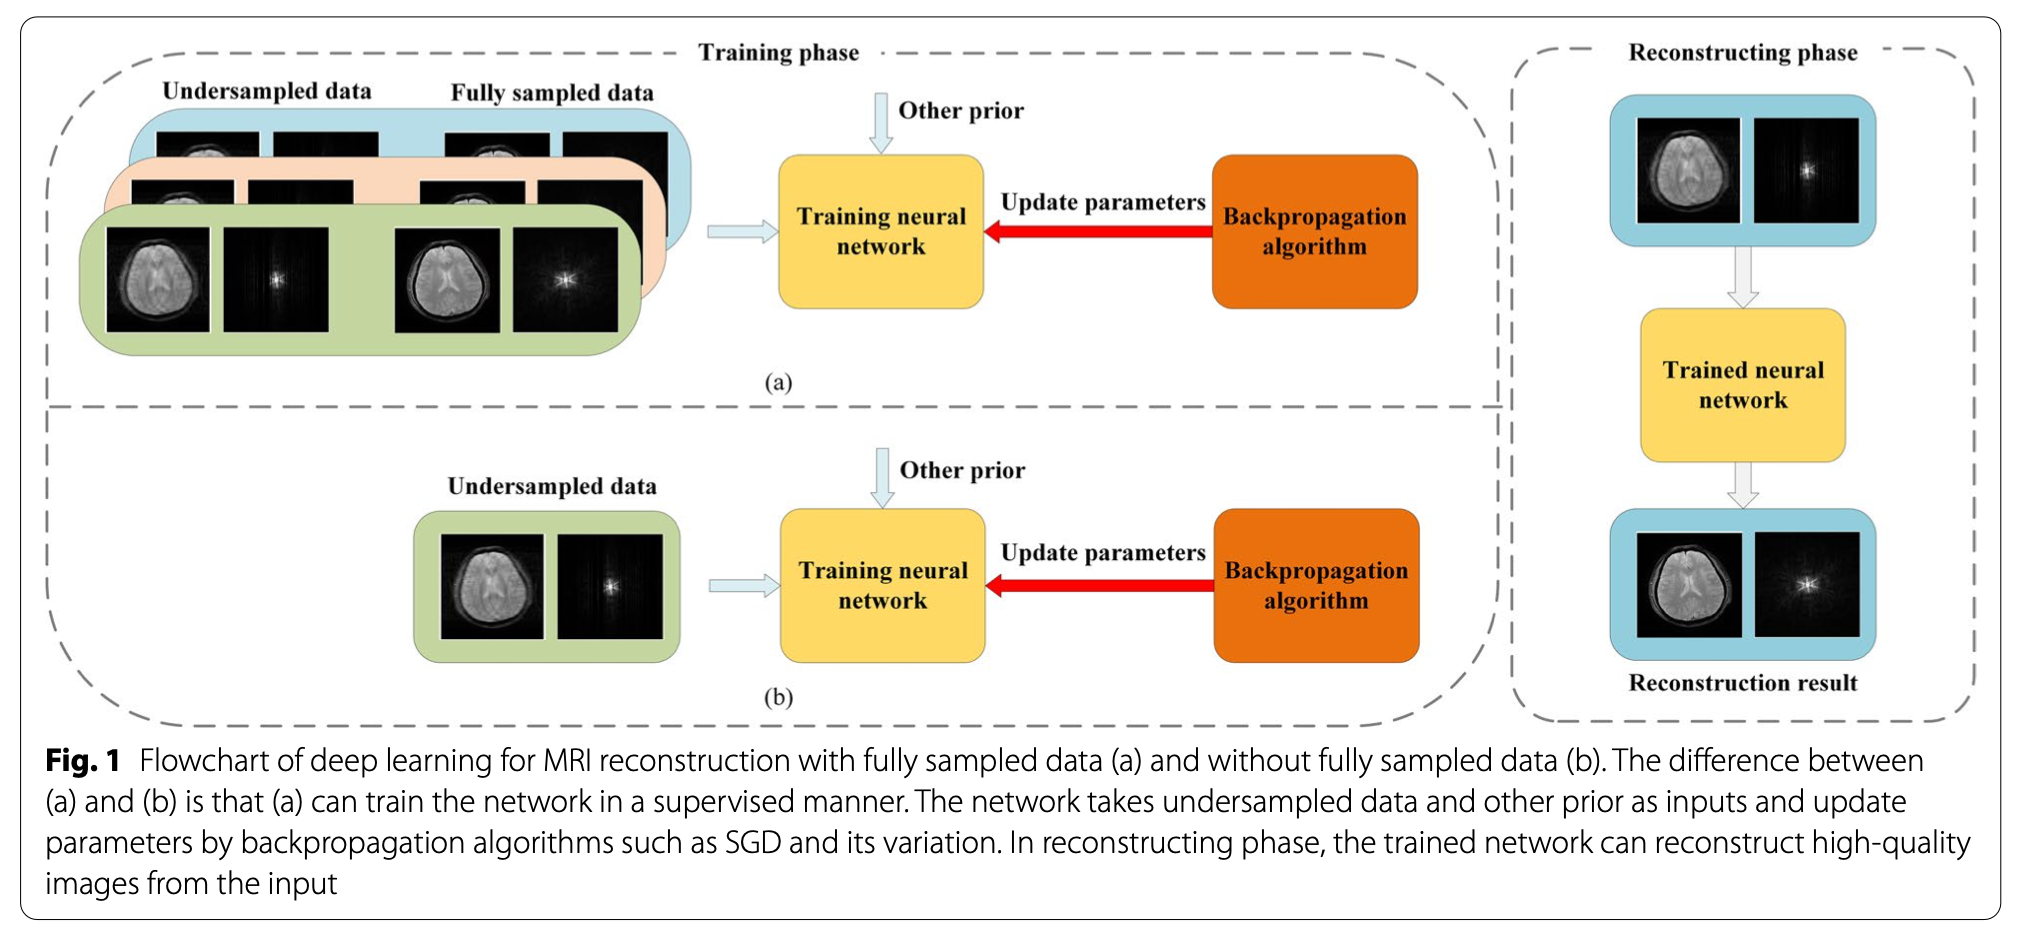 Training phase
Undersampled data
Fully sampled data
Other prior
Training neural
network
Update parameters
Backpropagation
algorithm
(a)
Undersampled data
Other prior
Training neural
network
Update parameters
Backpropagation
algorithm
(b)
Reconstructing phase
Trained neural
network
Reconstruction result
Fig. 1 Flowchart of deep learning for MRI reconstruction with fully sampled data (a) and without fully sampled data (b). The difference between
(a) and (b) is that (a) can train the network in a supervised manner. The network takes undersampled data and other prior as inputs and update
parameters by backpropagation algorithms such as SGD and its variation. In reconstructing phase, the trained network can reconstruct high-quality
images from the input